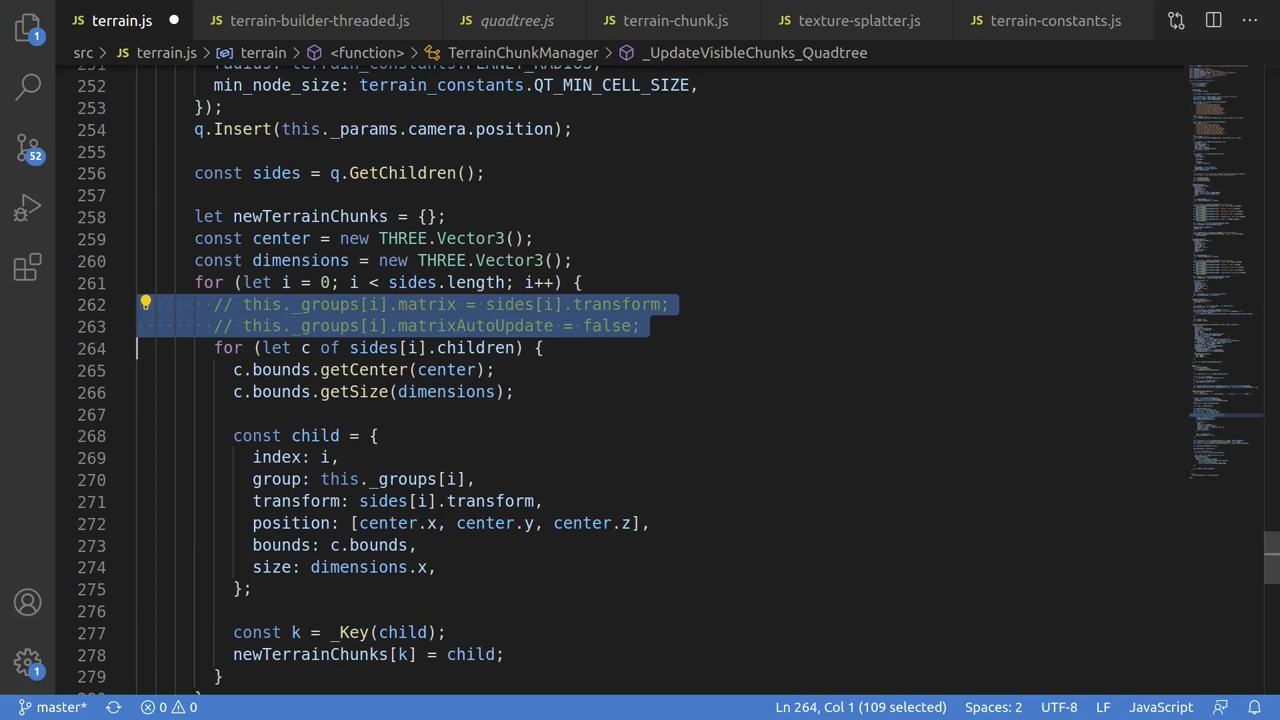 terrain.js terrain-builder-threaded.js quadtree.js terrain-chunk.js texture-splatter.js terrain-constants.js
src terrain.js terrain <function> TerrainChunkManager _UpdateVisibleChunks_Quadtree
251 radius: terrain_constants.PLANET_RADIUS,
252 min_node_size: terrain_constants.QT_MIN_CELL_SIZE,
253 });
254 q.Insert(this._params.camera.position);
255
256 const sides = q.GetChildren();
257
258 let newTerrainChunks = {};
259 const center = new THREE.Vector3();
260 const dimensions = new THREE.Vector3();
261 for (let i = 0; i < sides.length; i++) {
262 // this._groups[i].matrix = sides[i].transform;
263 // this._groups[i].matrixAutoUpdate = false;
264 for (let c of sides[i].children) {
265 c.bounds.getCenter(center);
266 c.bounds.getSize(dimensions);
267
268 const child = {
269 index: i,
270 group: this._groups[i],
271 transform: sides[i].transform,
272 position: [center.x, center.y, center.z],
273 bounds: c.bounds,
274 size: dimensions.x,
275 };
276
277 const k = _Key(child);
278 newTerrainChunks[k] = child;
279 }
1
52
1
master* 0 0 Ln 264, Col 1 (109 selected) Spaces: 2 UTF-8 LF JavaScript